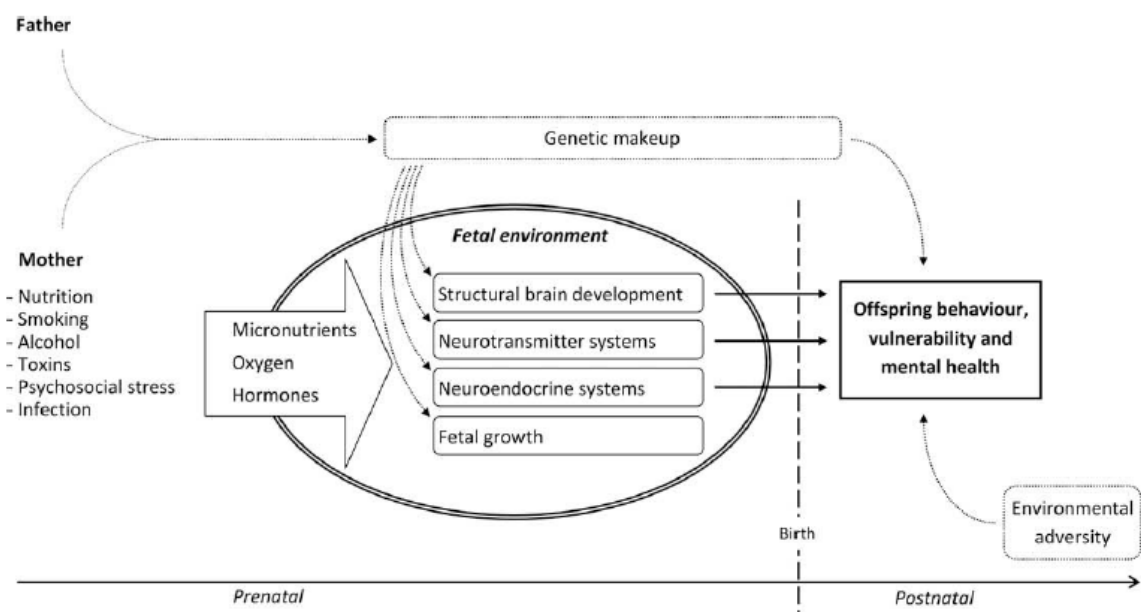 Father
Genetic makeup
Mother
- Nutrition
- Smoking
- Alcohol
- Toxins
- Psychosocial stress
- Infection
Micronutrients
Oxygen
Hormones
Fetal environment
Structural brain development
Neurotransmitter systems
Neuroendocrine systems
Fetal growth
Offspring behaviour,
vulnerability and
mental health
Environmental
adversity
Birth
Prenatal
Postnatal